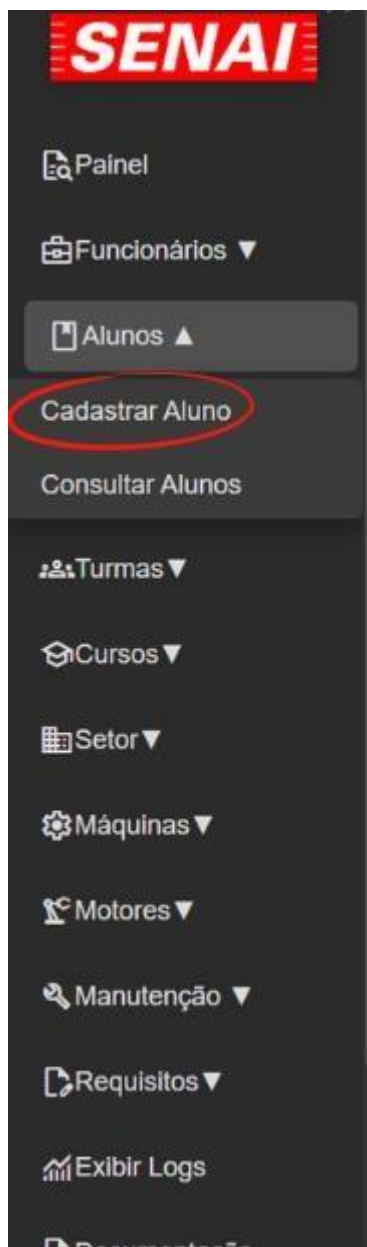 SENAI
Painel
Funcionários ▼
Alunos ▲
Cadastrar Aluno
Consultar Alunos
Turmas ▼
Cursos ▼
Setor ▼
Máquinas ▼
Motores ▼
Manutenção ▼
Requisitos ▼
Exibir Logs